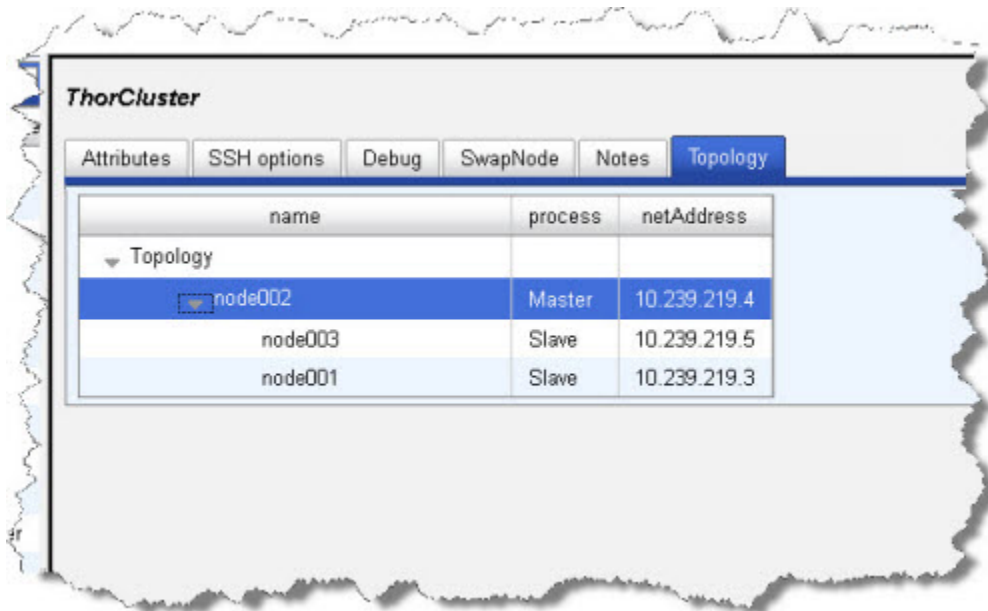 ThorCluster
Attributes SSH options Debug SwapNode Notes Topology
name process netAddress
Topology
node002 Master 10.239.219.4
node003 Slave 10.239.219.5
node001 Slave 10.239.219.3